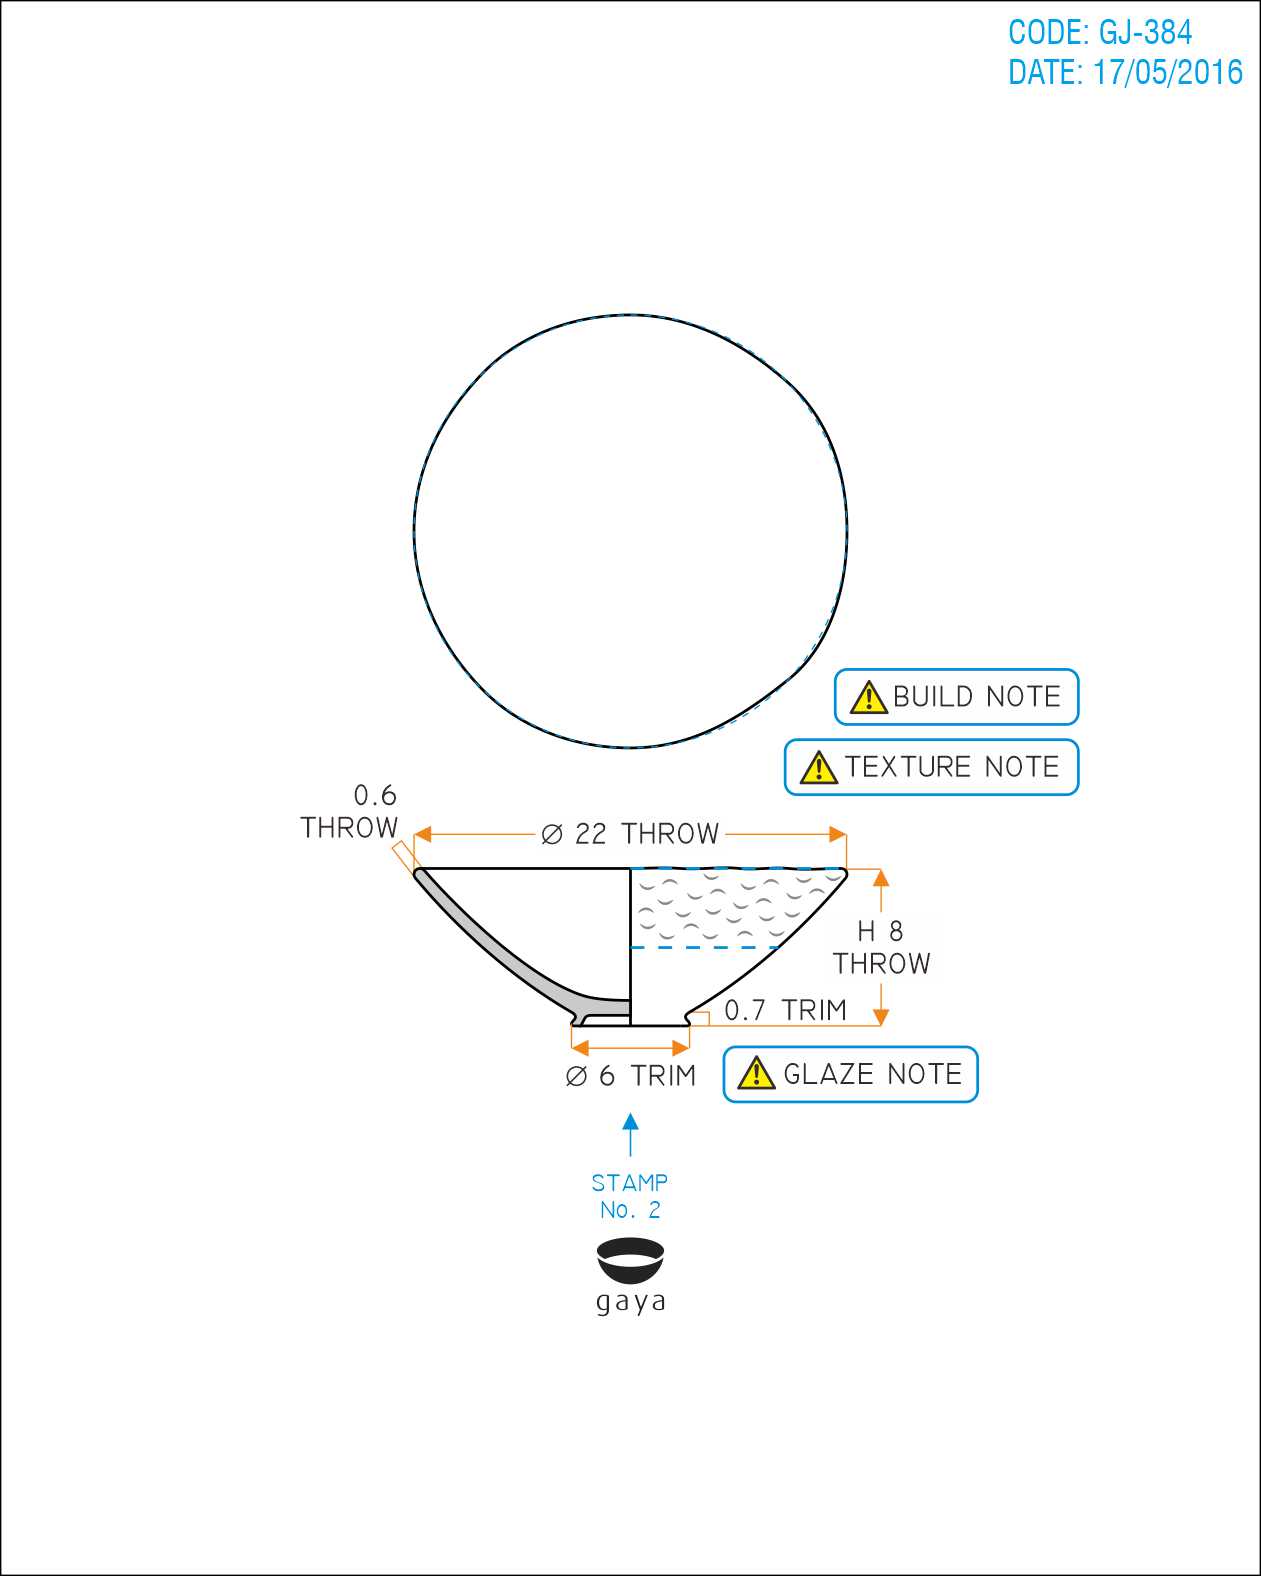 CODE: GJ-384
DATE: 17/05/2016
BUILD NOTE
TEXTURE NOTE
0.6
THROW
Ø 22 THROW
H 8
THROW
0.7 TRIM
Ø 6 TRIM
GLAZE NOTE
STAMP
No. 2
gaya